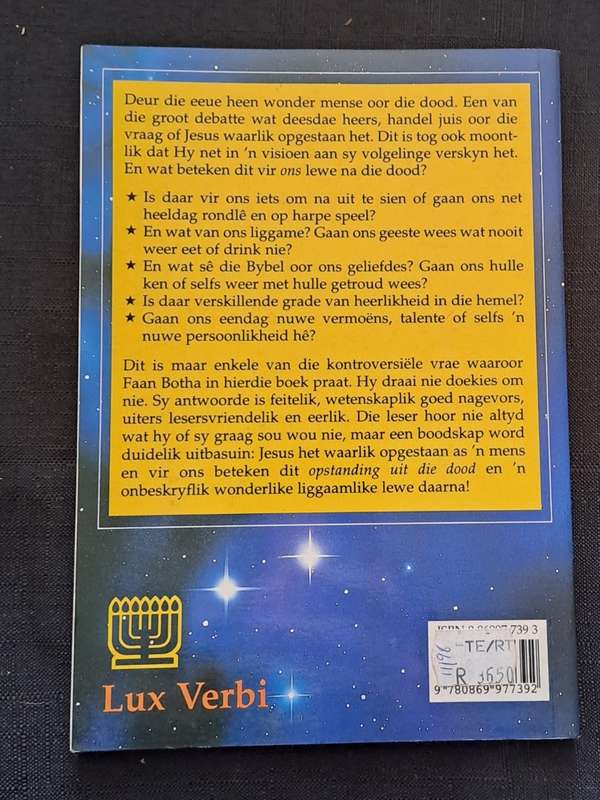 Deur die eeue heen wonder mense oor die dood. Een van
die groot debatte wat deesdae heers, handel juis oor die
vraag of Jesus waarlik opgestaan het. Dit is tog ook moont-
lik dat Hy net in 'n visioen aan sy volgelinge verskyn het.
En wat beteken dit vir ons lewe na die dood?
★ Is daar vir ons iets om na uit te sien of gaan ons net
heeldag rondlê en op harpe speel?
★ En wat van ons liggame? Gaan ons geeste wees wat nooit
weer eet of drink nie?
★ En wat sê die Bybel oor ons geliefdes? Gaan ons hulle
ken of selfs weer met hulle getroud wees?
★ Is daar verskillende grade van heerlikheid in die hemel?
★ Gaan ons eendag nuwe vermoëns, talente of selfs 'n
nuwe persoonlikheid hê?
Dit is maar enkele van die kontroversiële vrae waaroor
Faan Botha in hierdie boek praat. Hy draai nie doekies om
nie. Sy antwoorde is feitelik, wetenskaplik goed nagevors,
uiters lesersvriendelik en eerlik. Die leser hoor nie altyd
wat hy of sy graag sou wou nie, maar een boodskap word
duidelik uitbasuin: Jesus het waarlik opgestaan as 'n mens
en vir ons beteken dit opstanding uit die dood en 'n
onbeskryflik wonderlike liggaamlike lewe daarna!
Lux Verbi
739 3
11/96
-TE/RT
R 36.50
9 780869 977392